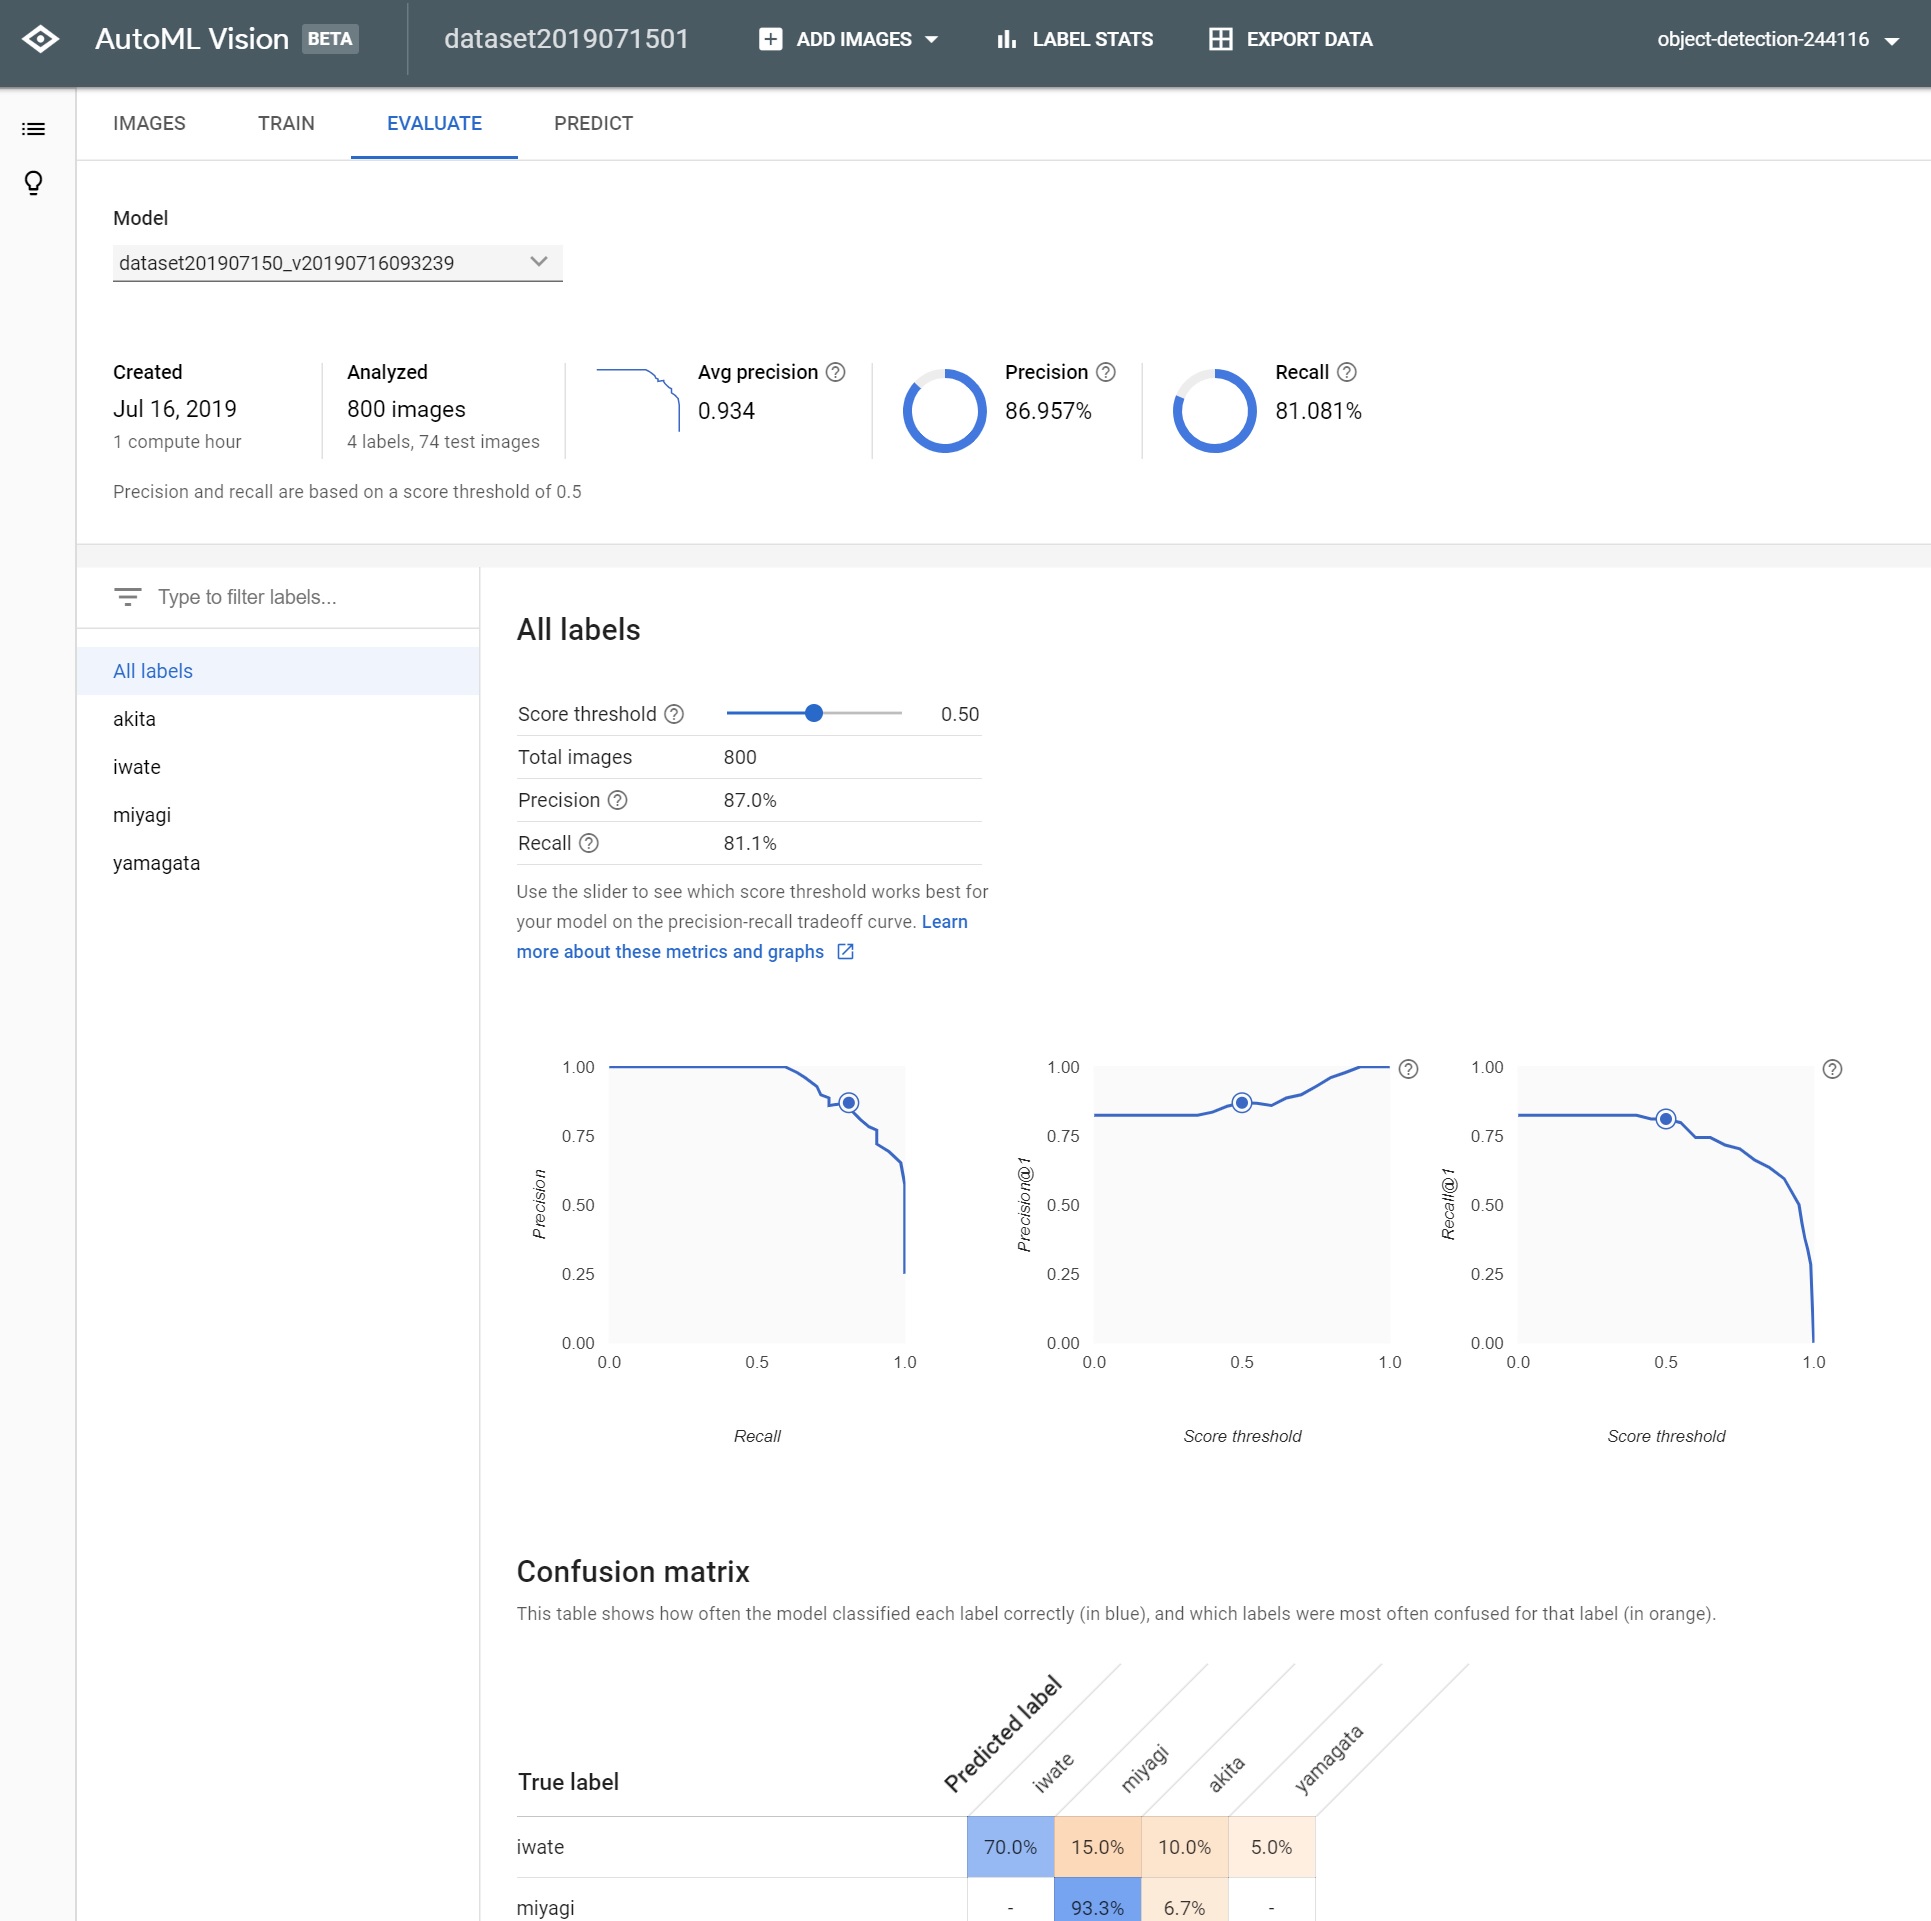 AutoML Vision BETA dataset2019071501 ADD IMAGES LABEL STATS EXPORT DATA object-detection-244116
IMAGES TRAIN EVALUATE PREDICT
Model
dataset201907150_v20190716093239
Created
Jul 16, 2019
1 compute hour
Analyzed
800 images
4 labels, 74 test images
Avg precision
0.934
Precision
86.957%
Recall
81.081%
Precision and recall are based on a score threshold of 0.5
Type to filter labels...
All labels
akita
iwate
miyagi
yamagata
All labels
Score threshold 0.50
Total images 800
Precision 87.0%
Recall 81.1%
Use the slider to see which score threshold works best for
your model on the precision-recall tradeoff curve. Learn
more about these metrics and graphs
Precision
1.00
0.75
0.50
0.25
0.00
0.0 0.5 1.0
Recall
Precision@1
1.00
0.75
0.50
0.25
0.00
0.0 0.5 1.0
Score threshold
Recall@1
1.00
0.75
0.50
0.25
0.00
0.0 0.5 1.0
Score threshold
Confusion matrix
This table shows how often the model classified each label correctly (in blue), and which labels were most often confused for that label (in orange).
True label Predicted label iwate miyagi akita yamagata
iwate 70.0% 15.0% 10.0% 5.0%
miyagi - 93.3% 6.7% -